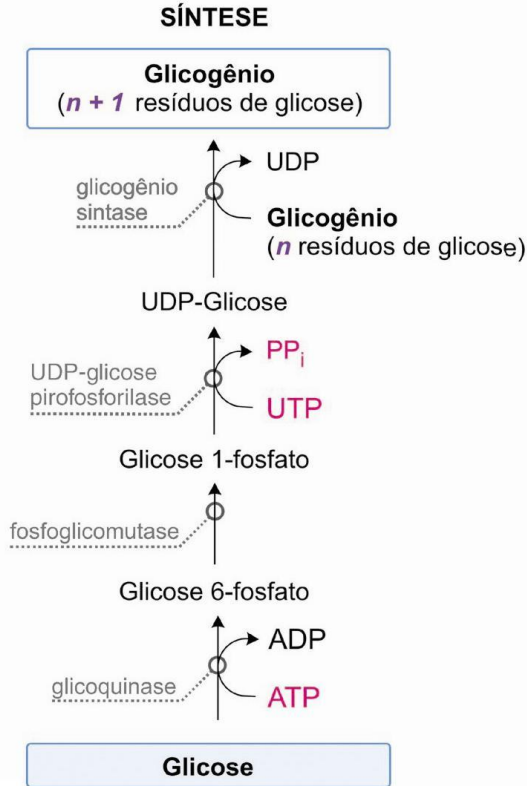 SÍNTESE
Glicogênio
(n + 1 resíduos de glicose)
UDP
glicogênio
sintase
Glicogênio
(n resíduos de glicose)
UDP-Glicose
PPi
UDP-glicose
pirofosforilase
UTP
Glicose 1-fosfato
fosfoglicomutase
Glicose 6-fosfato
ADP
glicoquinase
ATP
Glicose